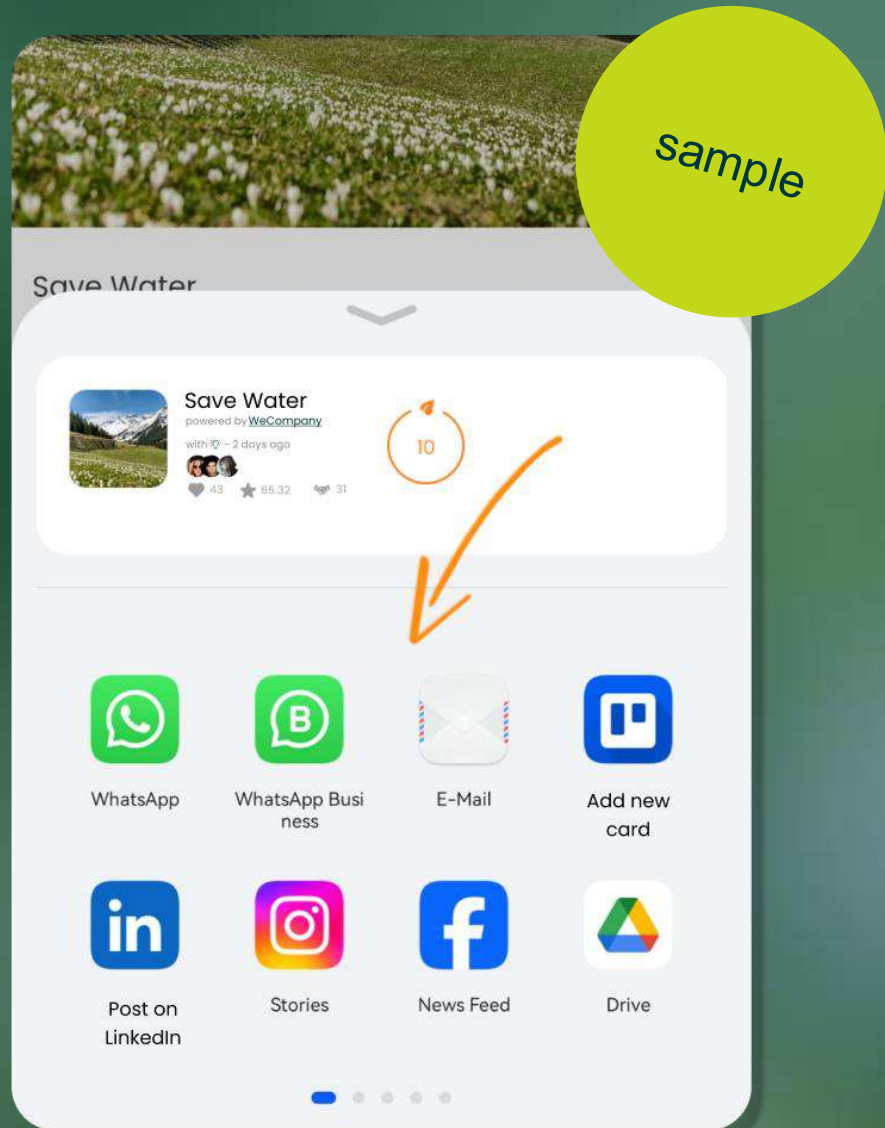 sample
Save Water
Save Water
powered by WeCompany
with
- 2 days ago
10
43
65.32
31
WhatsApp
WhatsApp Busi
ness
E-Mail
Add new
card
Post on
LinkedIn
Stories
News Feed
Drive